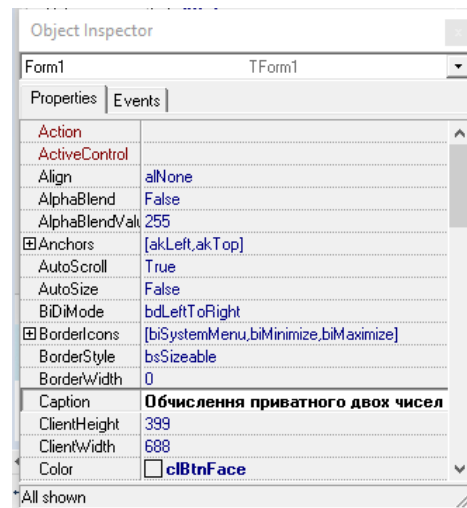 Object Inspector
Form1 TForm1
Properties Events
Action
ActiveControl
Align alNone
AlphaBlend False
AlphaBlendValu 255
Anchors [akLeft,akTop]
AutoScroll True
AutoSize False
BiDiMode bdLeftToRight
BorderIcons [biSystemMenu,biMinimize,biMaximize]
BorderStyle bsSizeable
BorderWidth 0
Caption Обчислення приватного двох чисел
ClientHeight 399
ClientWidth 688
Color clBtnFace
All shown